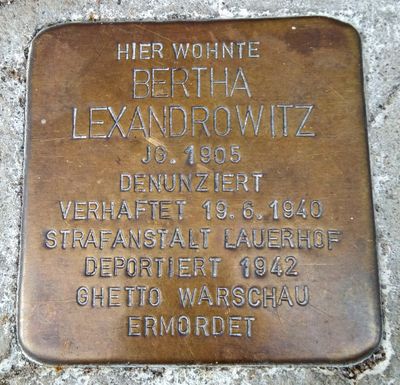 HIER WOHNTE
BERTHA
LEXANDROWITZ
JG. 1905
DENUNZIERT
VERHAFTET 19.6.1940
STRAFANSTALT LAUERHOF
DEPORTIERT 1942
GHETTO WARSCHAU
ERMORDET